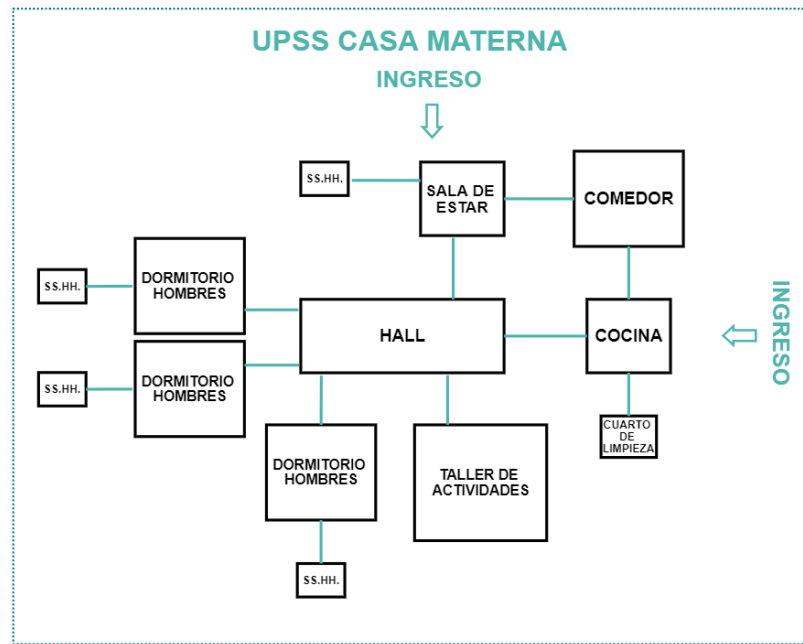 UPSS CASA MATERNA
INGRESO
SS.HH.
SALA DE
ESTAR
COMEDOR
SS.HH.
DORMITORIO
HOMBRES
HALL
COCINA
INGRESO
SS.HH.
DORMITORIO
HOMBRES
CUARTO
DE
LIMPIEZA
DORMITORIO
HOMBRES
TALLER DE
ACTIVIDADES
SS.HH.